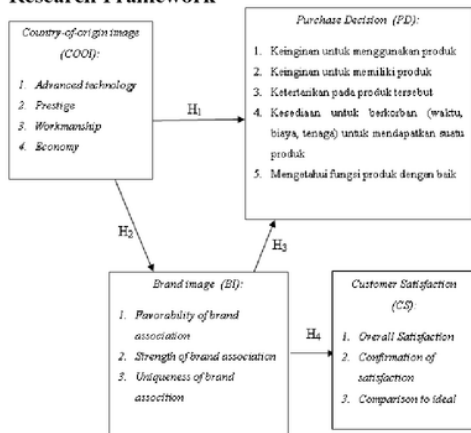 Research Framework
Country-of-origin image
(COOI):
1. Advanced technology
2. Prestige
3. Workmanship
4. Economy
H1
Purchase Decision (PD):
1. Keinginan untuk menggunakan produk
2. Keinginan untuk memiliki produk
3. Ketertarikan pada produk tersebut
4. Kesediaan untuk berkorban (waktu,
biaya, tenaga) untuk mendapatkan suatu
produk
5. Mengetahui fungsi produk dengan baik
H2
H3
Brand image (BI):
1. Favorability of brand
association
2. Strength of brand association
3. Uniqueness of brand
assocition
H4
Customer Satisfaction
(CS):
1. Overall Satisfaction
2. Confirmation of
satisfaction
3. Comparison to ideal